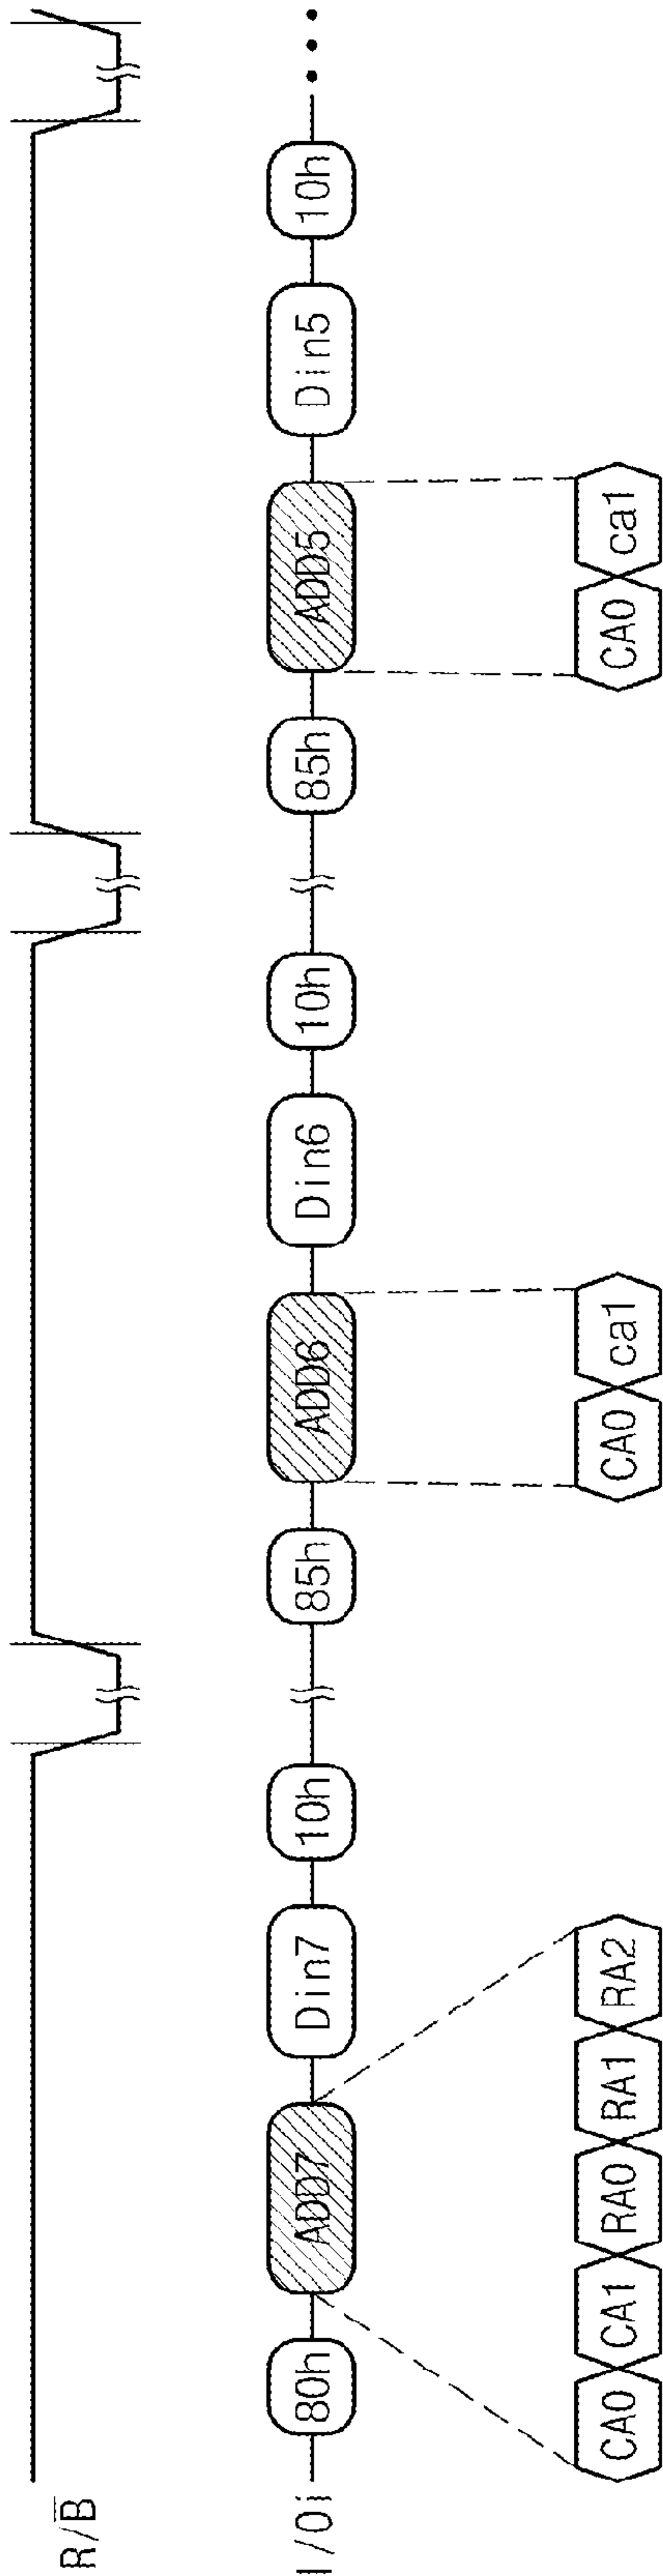 R/B̅
I/Oi 80h ADD7 Din7 10h 85h ADD6 Din6 10h 85h ADD5 Din5 10h
CA0 CA1 RA0 RA1 RA2 CA0 ca1 CA0 ca1